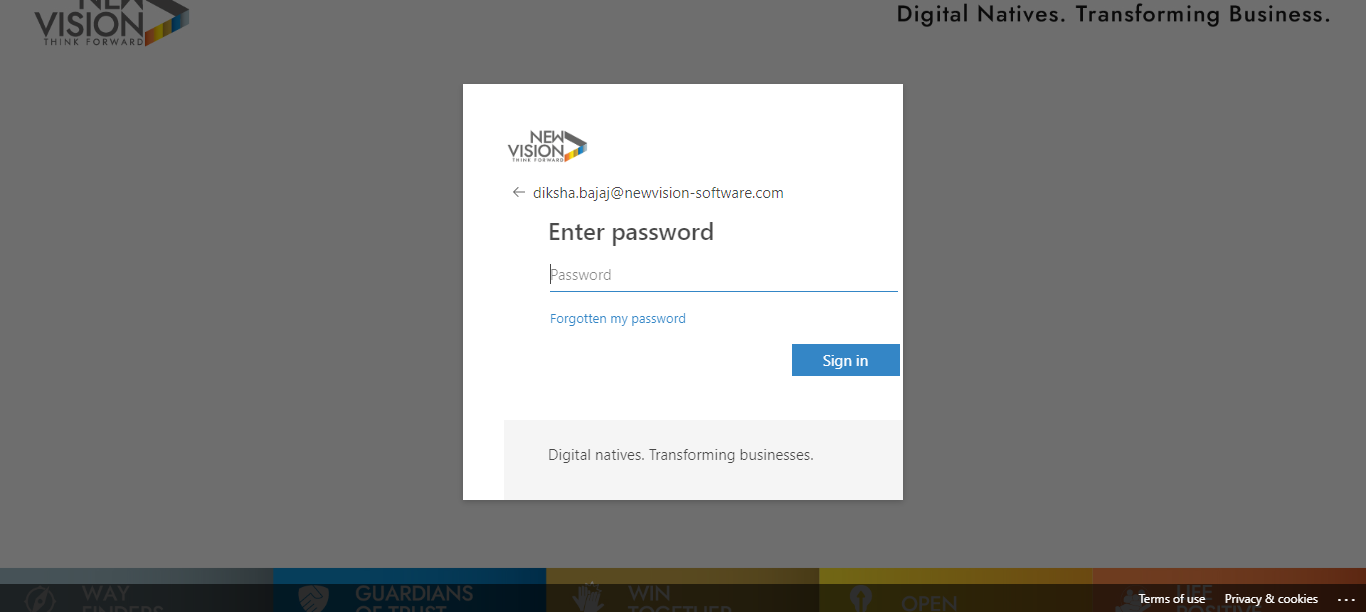 NEW
VISION
THINK FORWARD
Digital Natives. Transforming Business.
NEW
VISION
THINK FORWARD
diksha.bajaj@newvision-software.com
Enter password
Password
Forgotten my password
Sign in
Digital natives. Transforming businesses.
WAY
FINDERS
GUARDIANS
OF TRUST
WIN
TOGETHER
OPEN
LIFE
POSITIVE
Terms of use Privacy & cookies ...